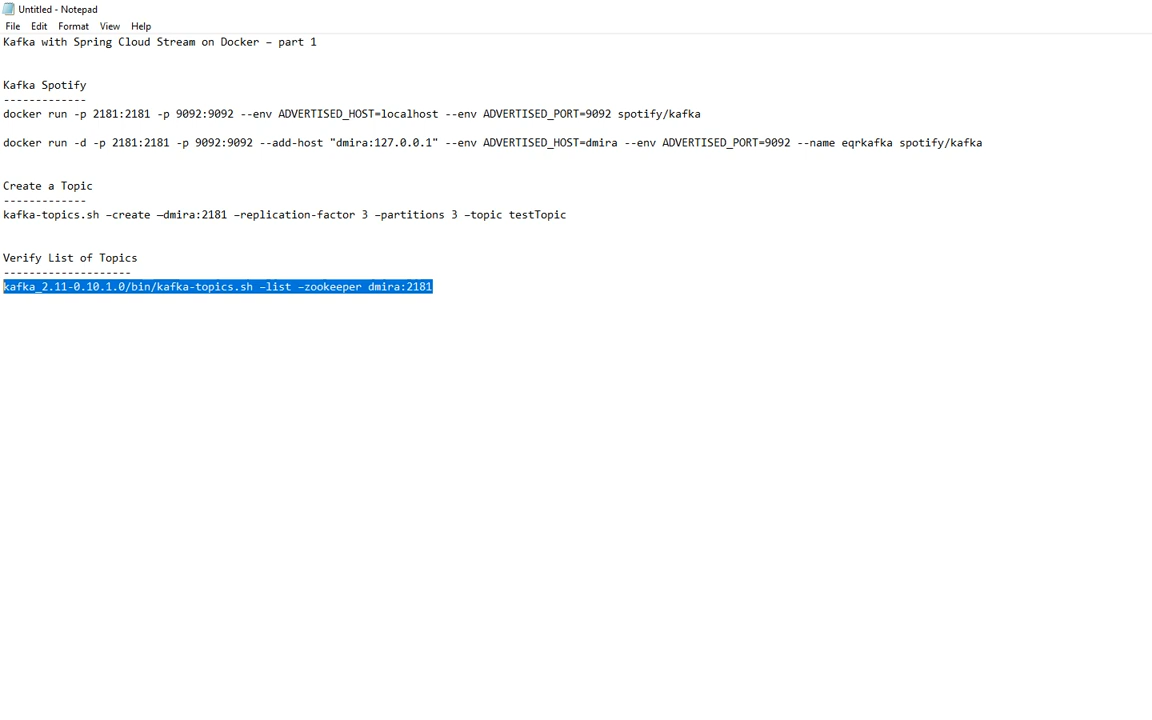 Untitled - Notepad
File Edit Format View Help
Kafka with Spring Cloud Stream on Docker – part 1
Kafka Spotify
-------------
docker run -p 2181:2181 -p 9092:9092 --env ADVERTISED_HOST=localhost --env ADVERTISED_PORT=9092 spotify/kafka
docker run -d -p 2181:2181 -p 9092:9092 --add-host "dmira:127.0.0.1" --env ADVERTISED_HOST=dmira --env ADVERTISED_PORT=9092 --name eqrkafka spotify/kafka
Create a Topic
-------------
kafka-topics.sh –create —dmira:2181 –replication-factor 3 –partitions 3 –topic testTopic
Verify List of Topics
--------------------
kafka_2.11-0.10.1.0/bin/kafka-topics.sh –list –zookeeper dmira:2181